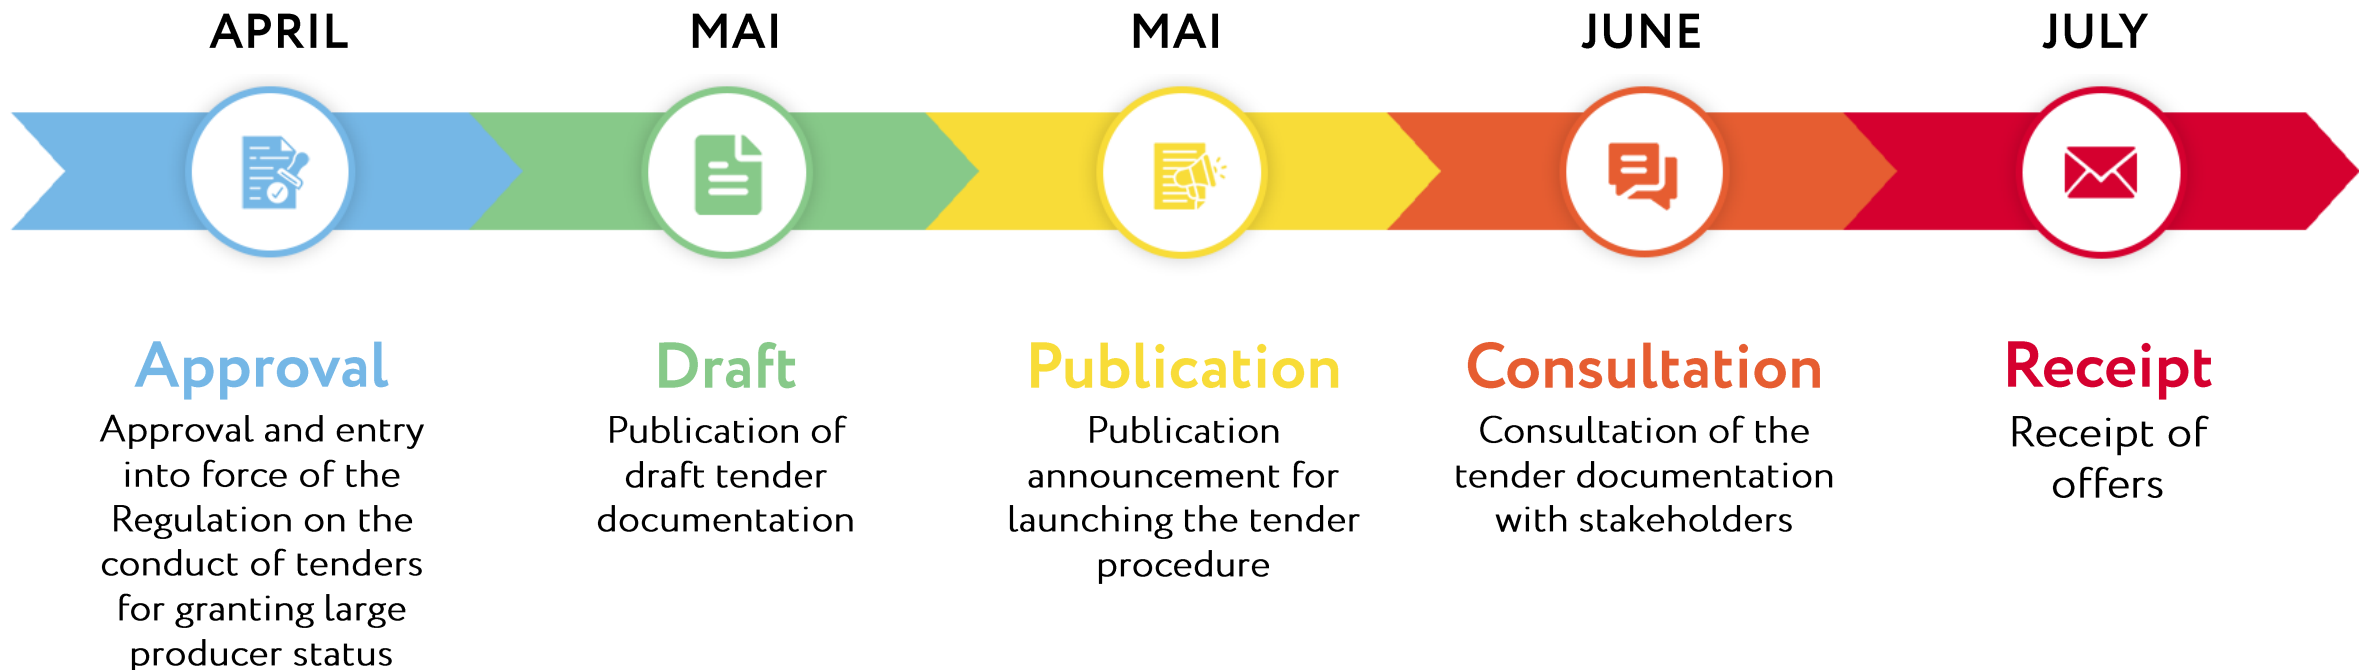 APRIL
MAI
MAI
JUNE
JULY
Approval
Approval and entry
into force of the
Regulation on the
conduct of tenders
for granting large
producer status
Draft
Publication of
draft tender
documentation
Publication
Publication
announcement for
launching the tender
procedure
Consultation
Consultation of the
tender documentation
with stakeholders
Receipt
Receipt of
offers